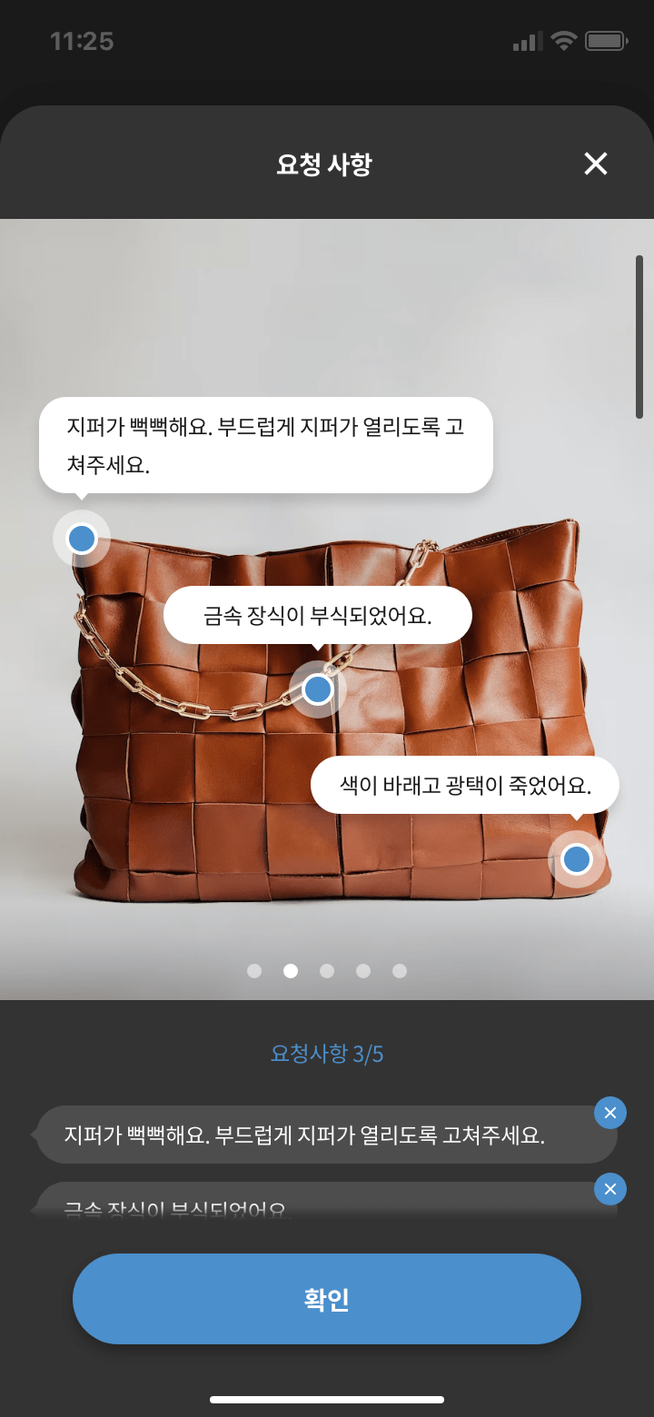 11:25
요청 사항
지퍼가 뻑뻑해요. 부드럽게 지퍼가 열리도록 고
쳐주세요.
금속 장식이 부식되었어요.
색이 바래고 광택이 죽었어요.
요청사항 3/5
지퍼가 뻑뻑해요. 부드럽게 지퍼가 열리도록 고쳐주세요.
금속 장식이 부식되었어요.
확인